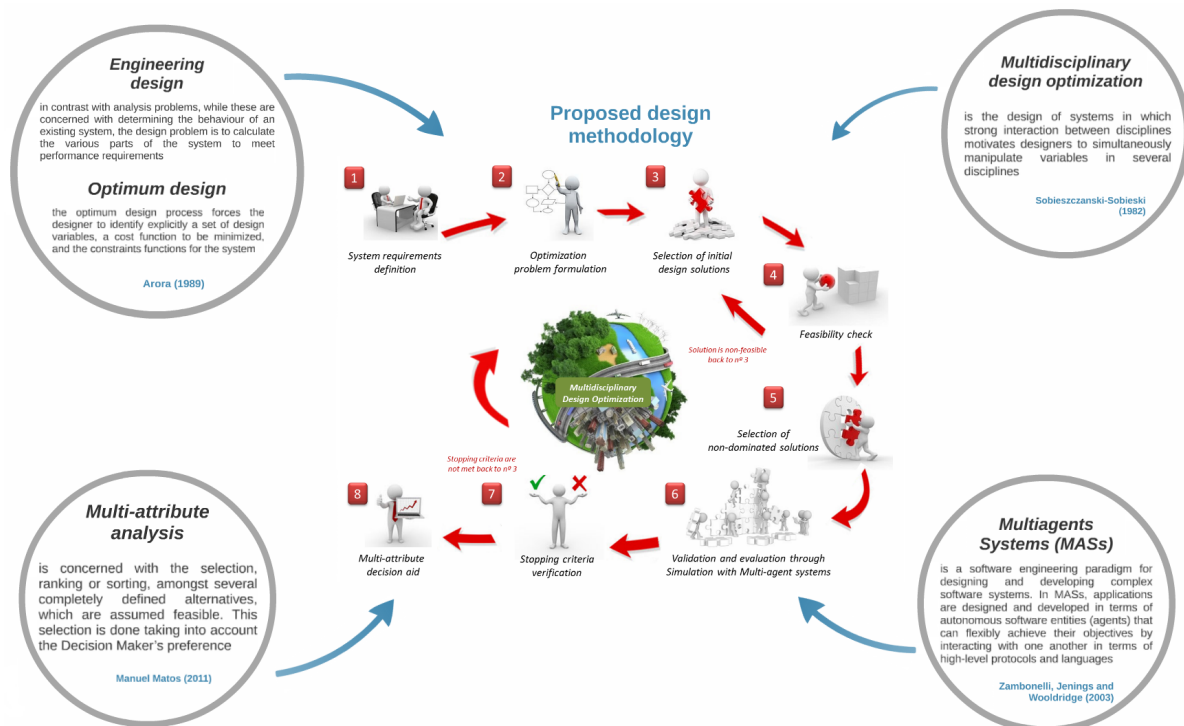 Engineering
design
in contrast with analysis problems, while these are
concerned with determining the behaviour of an
existing system, the design problem is to calculate
the various parts of the system to meet
performance requirements
Optimum design
the optimum design process forces the
designer to identify explicitly a set of design
variables, a cost function to be minimized,
and the constraints functions for the system
Arora (1989)
Multidisciplinary
design optimization
is the design of systems in which
strong interaction between disciplines
motivates designers to simultaneously
manipulate variables in several
disciplines
Sobieszczanski-Sobieski
(1982)
Proposed design
methodology
1
System requirements
definition
2
Optimization
problem formulation
3
Selection of initial
design solutions
4
Feasibility check
Solution is non-feasible
back to nº 3
5
Selection of
non-dominated solutions
Multidisciplinary
Design Optimization
6
Validation and evaluation through
Simulation with Multi-agent systems
7
Stopping criteria
verification
Stopping criteria are
not met back to nº 3
8
Multi-attribute
decision aid
Multi-attribute
analysis
is concerned with the selection,
ranking or sorting, amongst several
completely defined alternatives,
which are assumed feasible. This
selection is done taking into account
the Decision Maker's preference
Manuel Matos (2011)
Multiagents
Systems (MASs)
is a software engineering paradigm for
designing and developing complex
software systems. In MASs, applications
are designed and developed in terms of
autonomous software entities (agents) that
can flexibly achieve their objectives by
interacting with one another in terms of
high-level protocols and languages
Zambonelli, Jenings and
Wooldridge (2003)